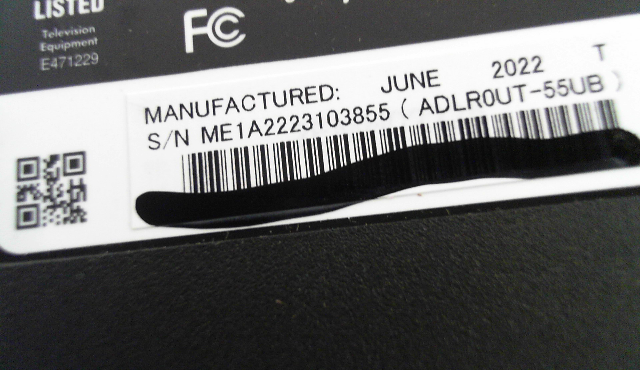 LISTED
Television
Equipment
E471229
FC
MANUFACTURED: JUNE 2022 T
S/N ME1A2223103855 ( ADLR0UT-55UB )